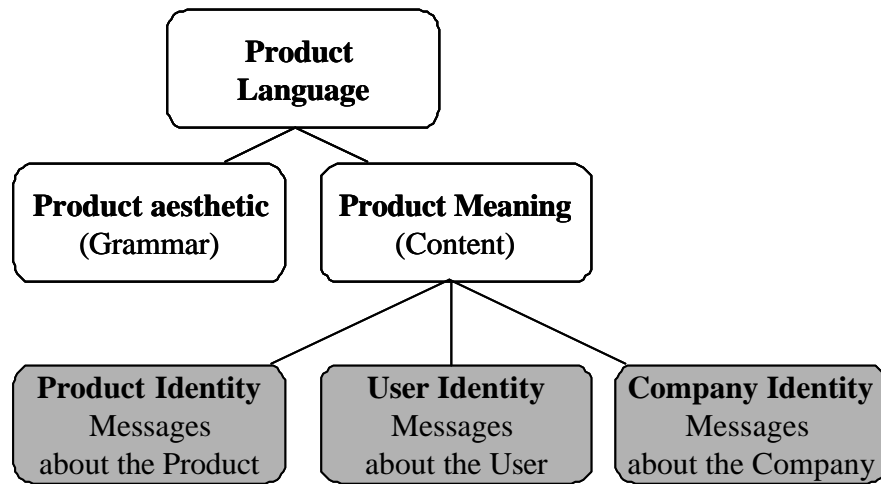 Product
Language
Product aesthetic
(Grammar)
Product Meaning
(Content)
Product Identity
Messages
about the Product
User Identity
Messages
about the User
Company Identity
Messages
about the Company